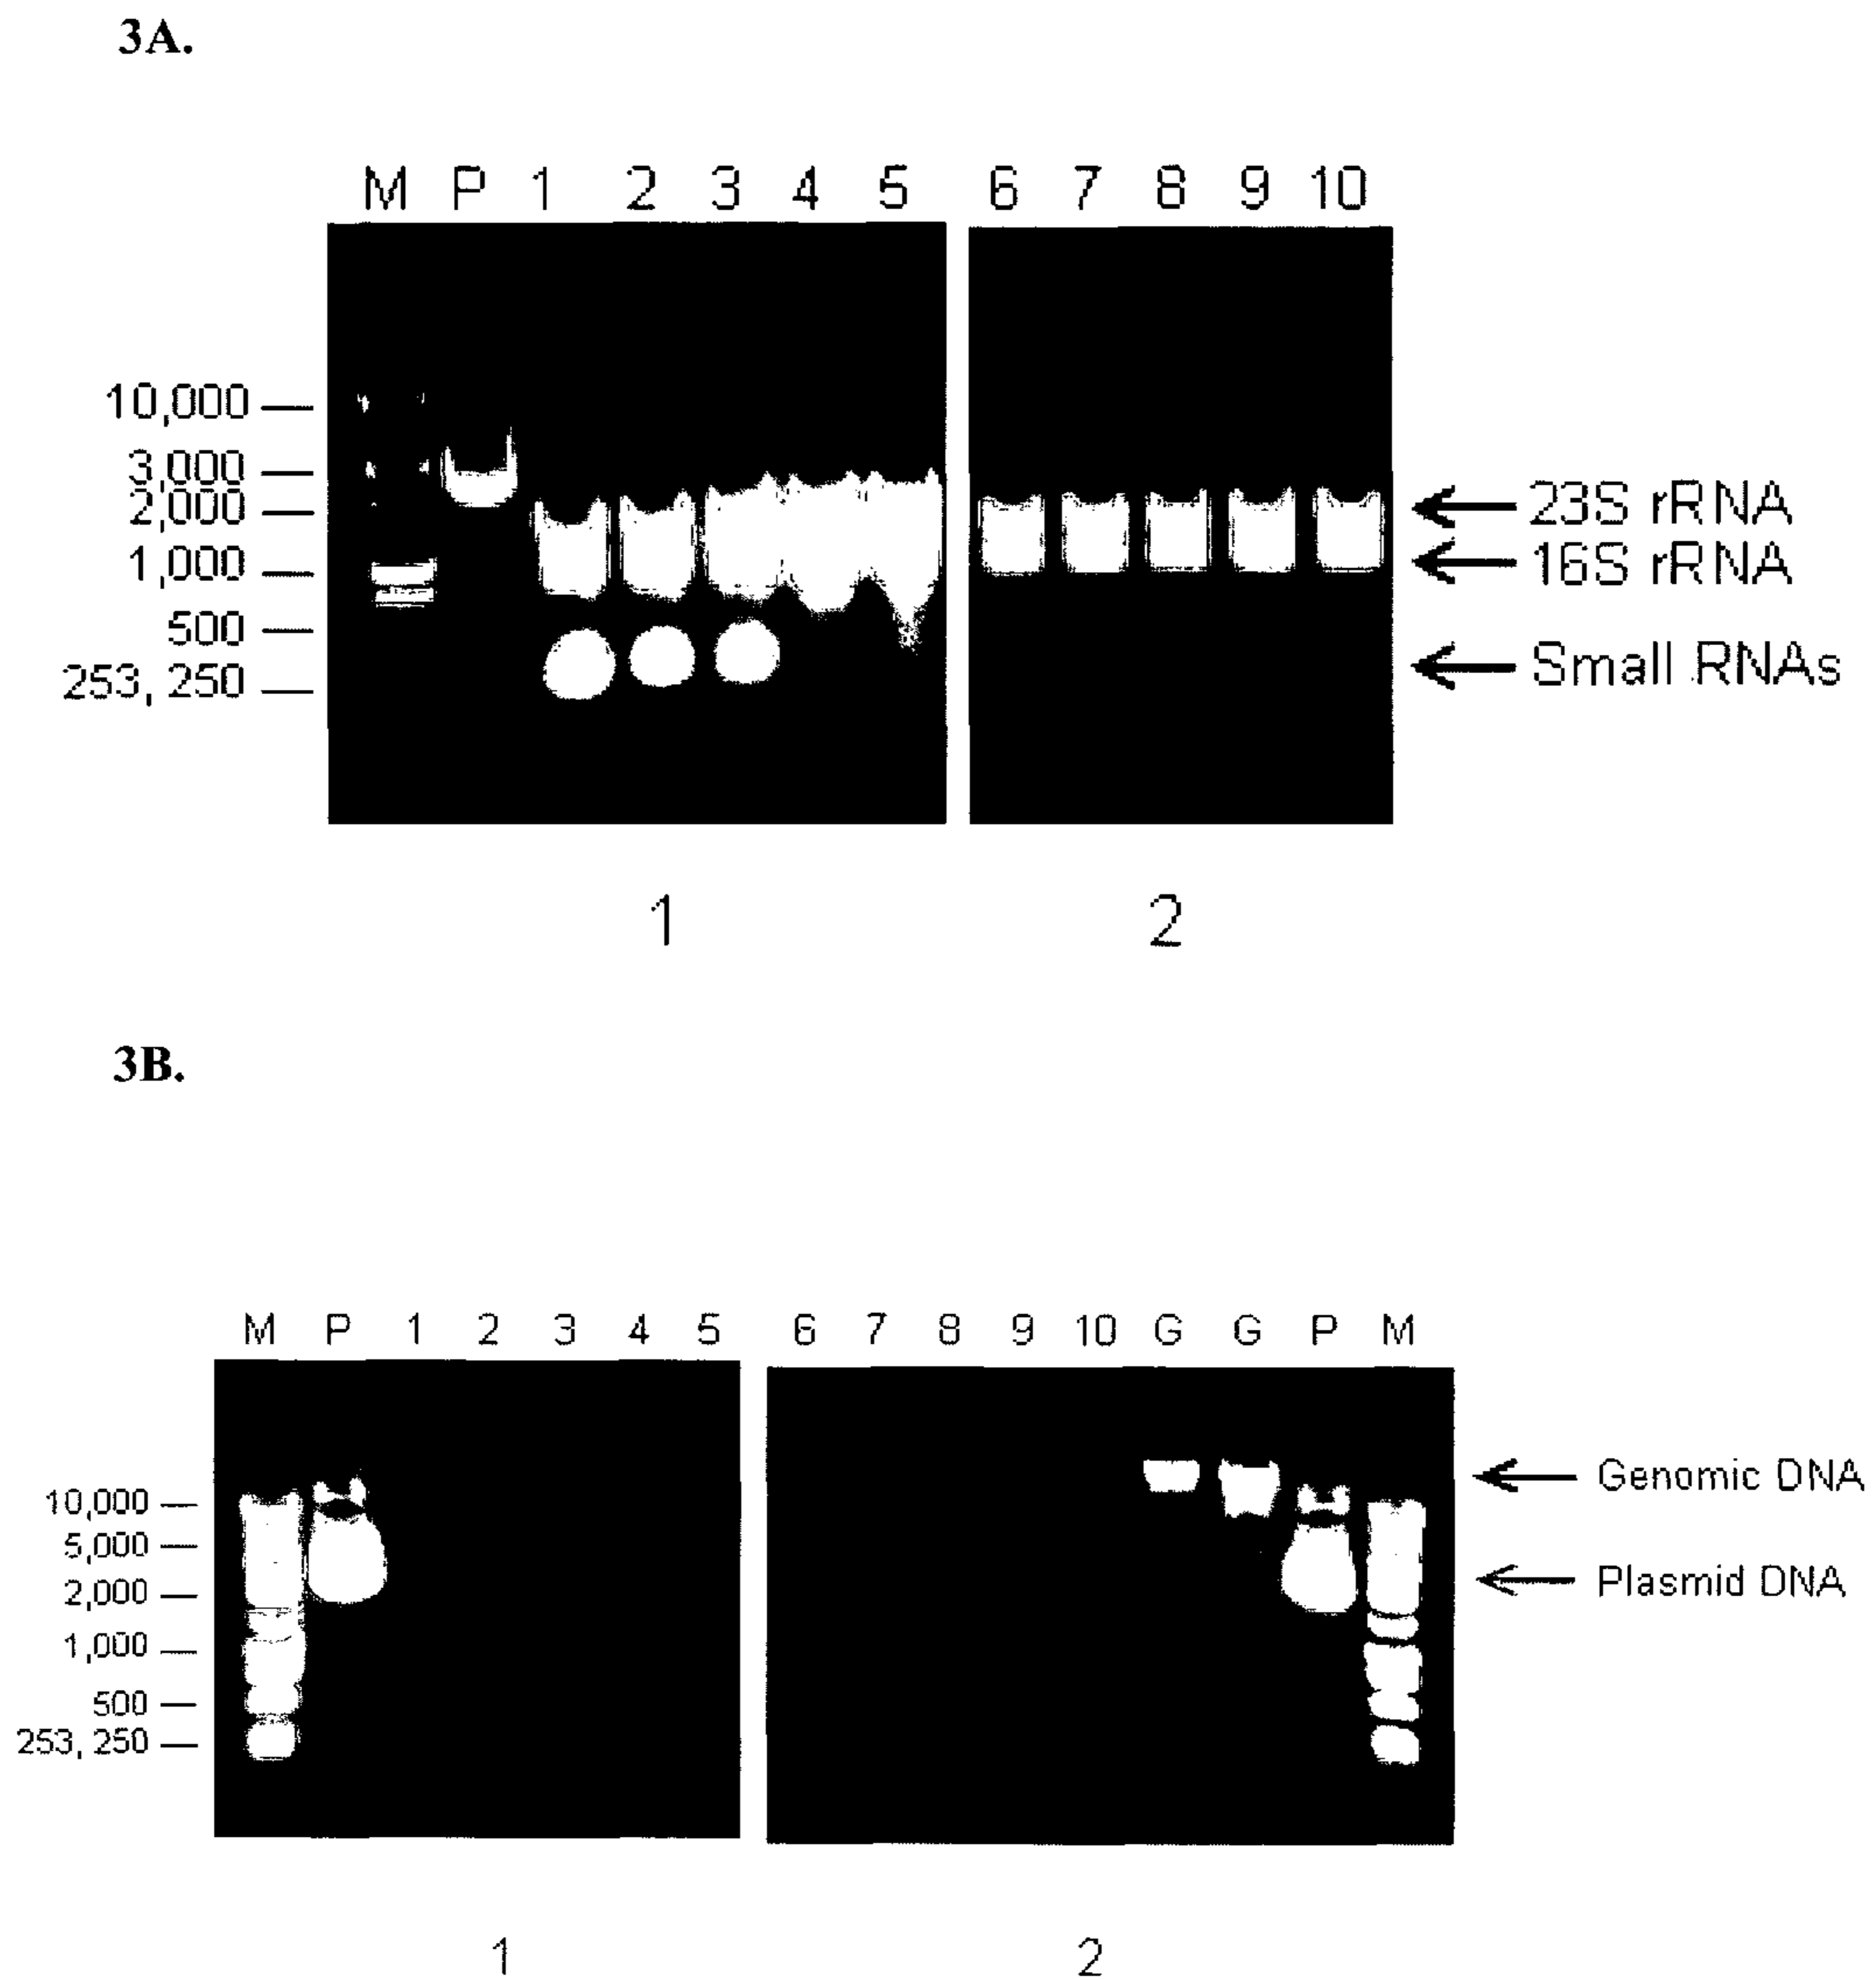 3A.
M P 1 2 3 4 5 6 7 8 9 10
10,000
3,000
2,000
1,000
500
253, 250
23S rRNA
16S rRNA
Small RNAs
1 2
3B.
M P 1 2 3 4 5 6 7 8 9 10 G G P M
10,000
5,000
2,000
1,000
500
253, 250
Genomic DNA
Plasmid DNA
1 2